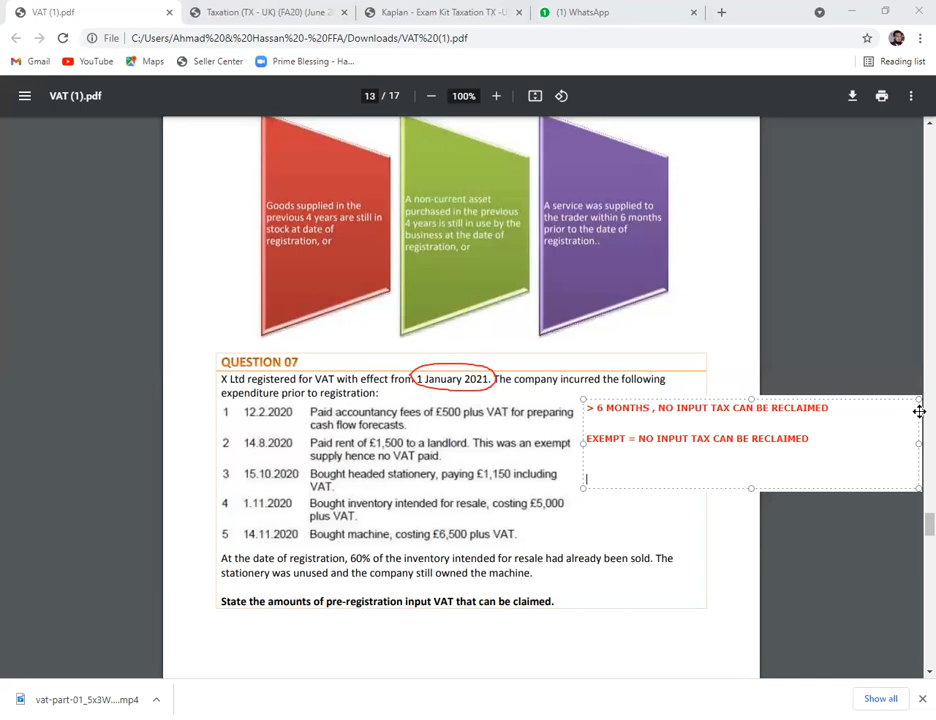 VAT (1).pdf
Taxation (TX - UK) (FA20) (June 2
Kaplan - Exam Kit Taxation TX -U
1
(1) WhatsApp
File
C:/Users/Ahmad%20&%20Hassan%20-%20FFA/Downloads/VAT%20(1).pdf
Gmail
YouTube
Maps
Seller Center
Prime Blessing - Ha...
Reading list
VAT (1).pdf
13 / 17
100%
Goods supplied in the
previous 4 years are still in
stock at date of
registration, or
A non-current asset
purchased in the previous
4 years is still in use by the
business at the date of
registration, or
A service was supplied to
the trader within 6 months
prior to the date of
registration..
QUESTION 07
X Ltd registered for VAT with effect from 1 January 2021. The company incurred the following
expenditure prior to registration:
1 12.2.2020 Paid accountancy fees of £500 plus VAT for preparing
cash flow forecasts.
2 14.8.2020 Paid rent of £1,500 to a landlord. This was an exempt
supply hence no VAT paid.
3 15.10.2020 Bought headed stationery, paying £1,150 including
VAT.
4 1.11.2020 Bought inventory intended for resale, costing £5,000
plus VAT.
5 14.11.2020 Bought machine, costing £6,500 plus VAT.
> 6 MONTHS , NO INPUT TAX CAN BE RECLAIMED
EXEMPT = NO INPUT TAX CAN BE RECLAIMED
At the date of registration, 60% of the inventory intended for resale had already been sold. The
stationery was unused and the company still owned the machine.
State the amounts of pre-registration input VAT that can be claimed.
vat-part-01_5x3W....mp4
Show all